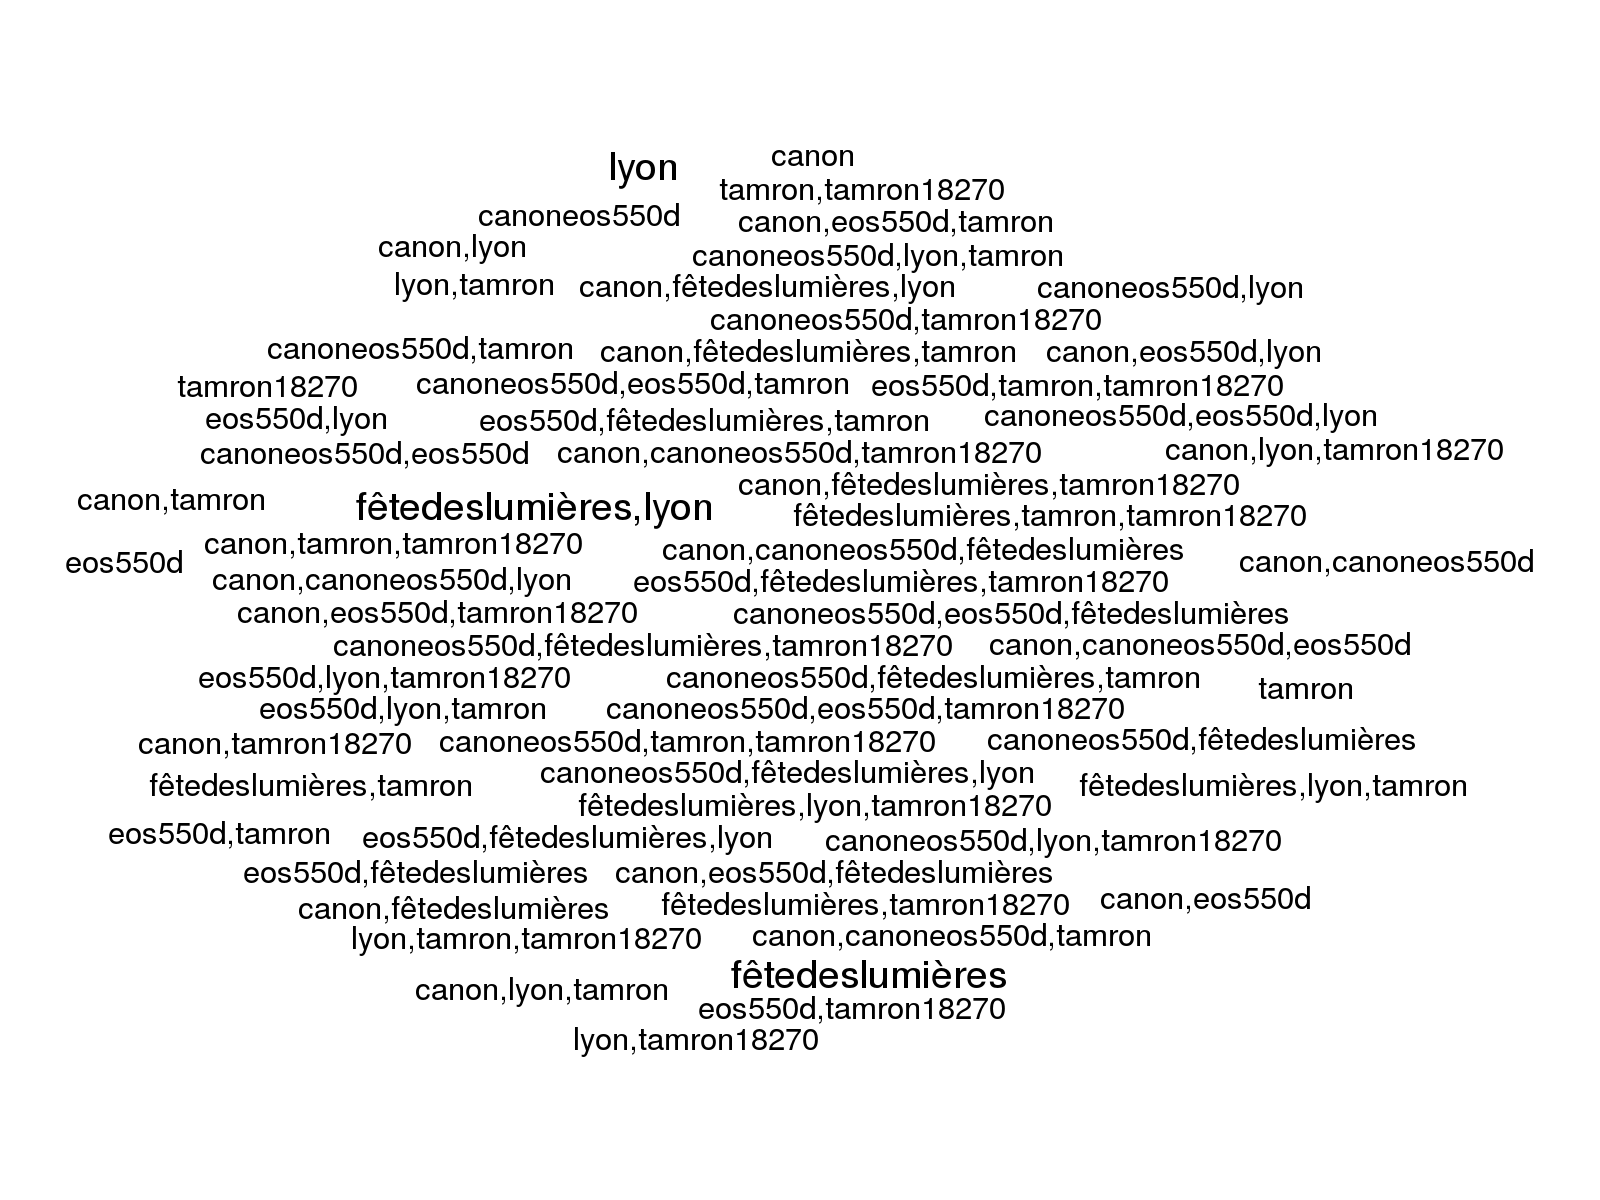 lyon canon
tamron,tamron18270
canoneos550d canon,eos550d,tamron
canon,lyon canoneos550d,lyon,tamron
lyon,tamron canon,fêtedeslumières,lyon canoneos550d,lyon
canoneos550d,tamron18270
canoneos550d,tamron canon,fêtedeslumières,tamron canon,eos550d,lyon
tamron18270 canoneos550d,eos550d,tamron eos550d,tamron,tamron18270
eos550d,lyon eos550d,fêtedeslumières,tamron canoneos550d,eos550d,lyon
canoneos550d,eos550d canon,canoneos550d,tamron18270 canon,lyon,tamron18270
canon,fêtedeslumières,tamron18270
canon,tamron fêtedeslumières,lyon fêtedeslumières,tamron,tamron18270
canon,tamron,tamron18270 canon,canoneos550d,fêtedeslumières
eos550d canon,canoneos550d
canon,canoneos550d,lyon eos550d,fêtedeslumières,tamron18270
canon,eos550d,tamron18270 canoneos550d,eos550d,fêtedeslumières
canoneos550d,fêtedeslumières,tamron18270 canon,canoneos550d,eos550d
eos550d,lyon,tamron18270 canoneos550d,fêtedeslumières,tamron tamron
eos550d,lyon,tamron canoneos550d,eos550d,tamron18270
canon,tamron18270 canoneos550d,tamron,tamron18270 canoneos550d,fêtedeslumières
fêtedeslumières,tamron canoneos550d,fêtedeslumières,lyon fêtedeslumières,lyon,tamron
fêtedeslumières,lyon,tamron18270
eos550d,tamron eos550d,fêtedeslumières,lyon canoneos550d,lyon,tamron18270
eos550d,fêtedeslumières canon,eos550d,fêtedeslumières
canon,fêtedeslumières fêtedeslumières,tamron18270 canon,eos550d
lyon,tamron,tamron18270 canon,canoneos550d,tamron
fêtedeslumières
canon,lyon,tamron
eos550d,tamron18270
lyon,tamron18270